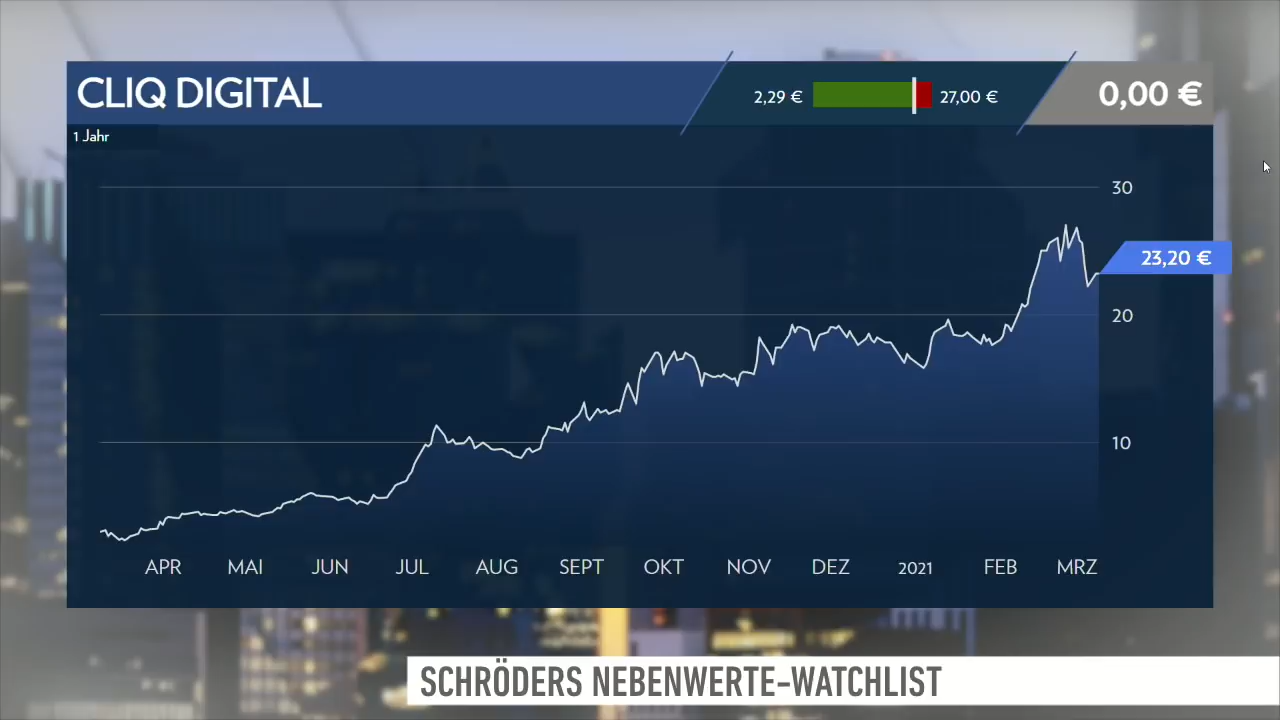 CLIQ DIGITAL
2,29 €
27,00 €
0,00 €
1 Jahr
30
23,20 €
20
10
APR MAI JUN JUL AUG SEPT OKT NOV DEZ 2021 FEB MRZ
SCHRÖDERS NEBENWERTE-WATCHLIST